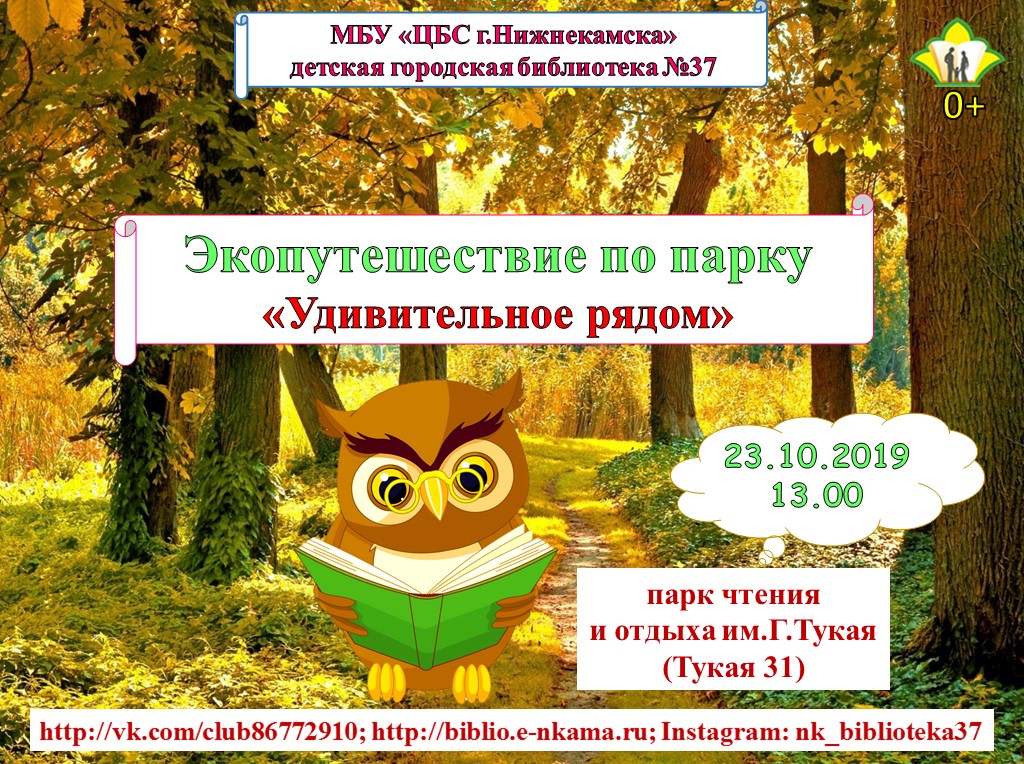 МБУ «ЦБС г.Нижнекамска»
детская городская библиотека №37
0+
Экопутешествие по парку
«Удивительное рядом»
23.10.2019
13.00
парк чтения
и отдыха им.Г.Тукая
(Тукая 31)
http://vk.com/club86772910; http://biblio.e-nkama.ru; Instagram: nk_biblioteka37